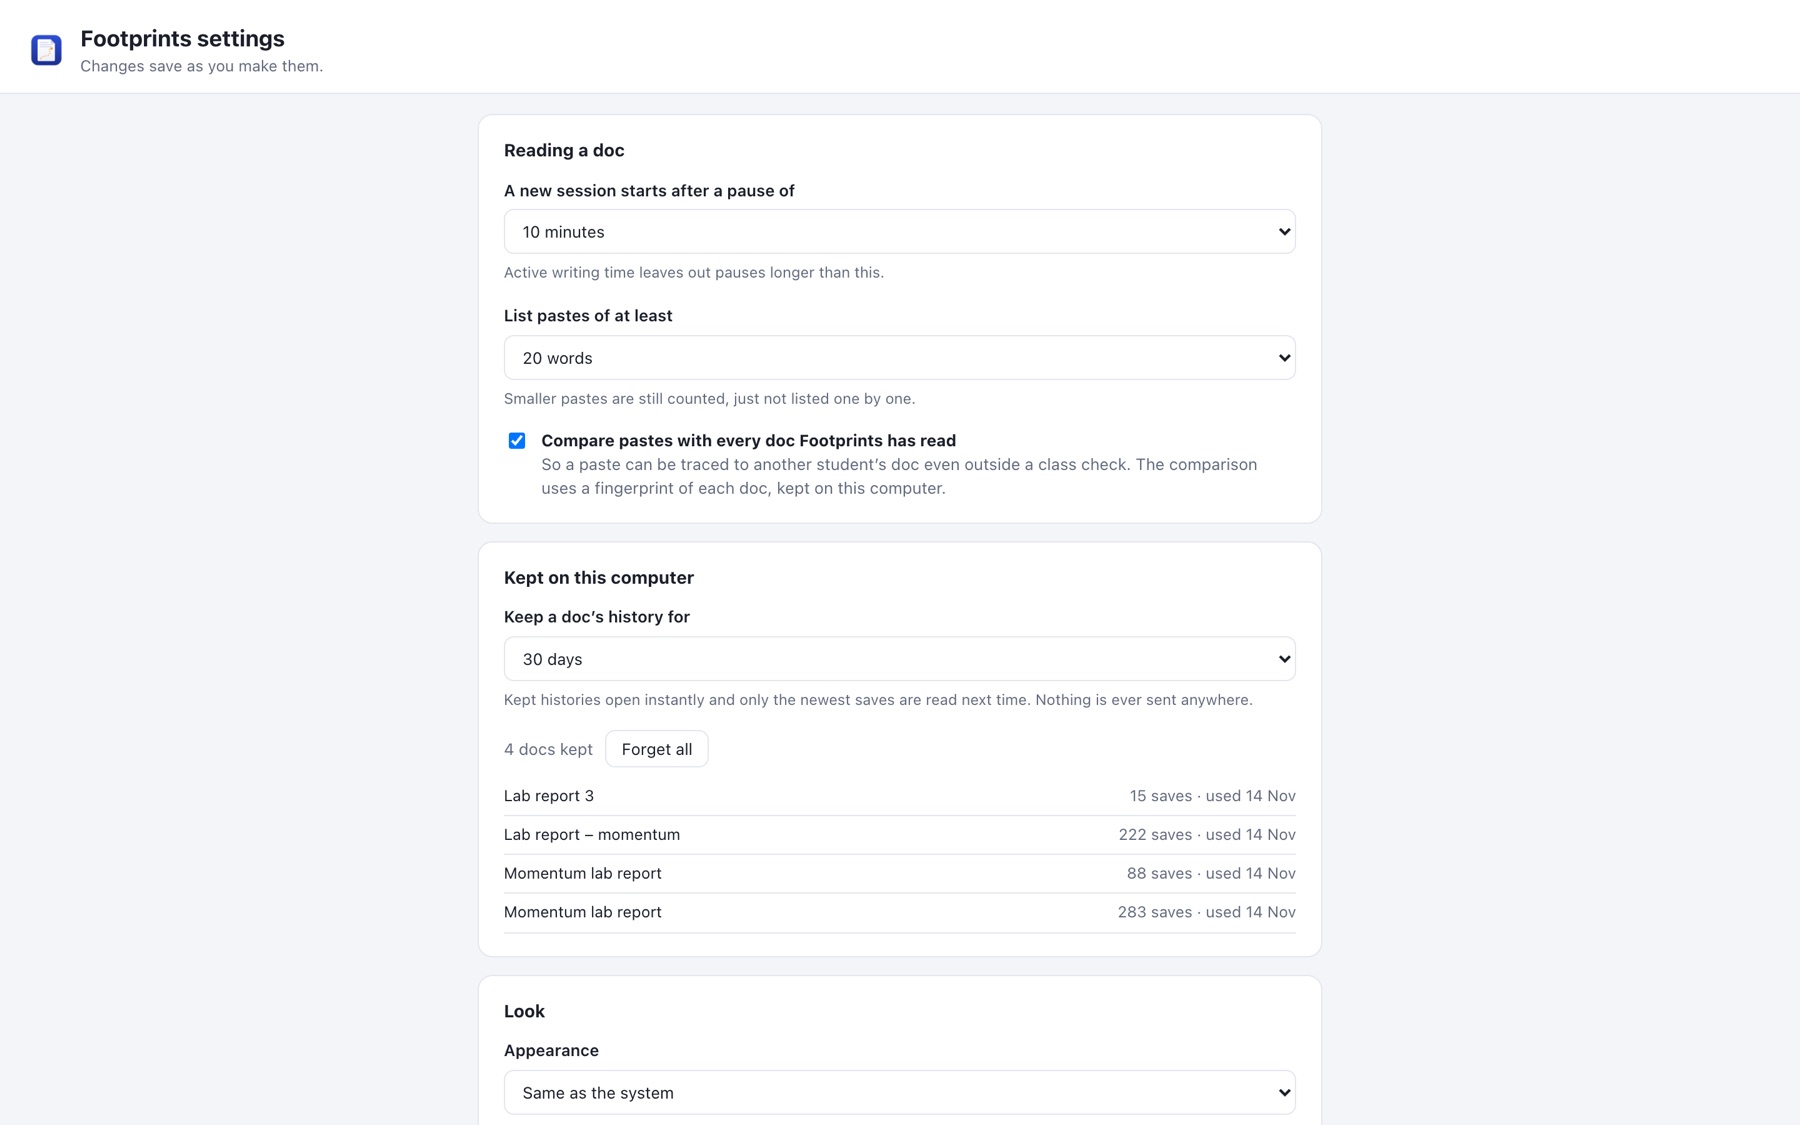 Footprints settings
Changes save as you make them.
Reading a doc
A new session starts after a pause of
10 minutes
Active writing time leaves out pauses longer than this.
List pastes of at least
20 words
Smaller pastes are still counted, just not listed one by one.
Compare pastes with every doc Footprints has read
So a paste can be traced to another student’s doc even outside a class check. The comparison
uses a fingerprint of each doc, kept on this computer.
Kept on this computer
Keep a doc’s history for
30 days
Kept histories open instantly and only the newest saves are read next time. Nothing is ever sent anywhere.
4 docs kept Forget all
Lab report 3 15 saves · used 14 Nov
Lab report – momentum 222 saves · used 14 Nov
Momentum lab report 88 saves · used 14 Nov
Momentum lab report 283 saves · used 14 Nov
Look
Appearance
Same as the system